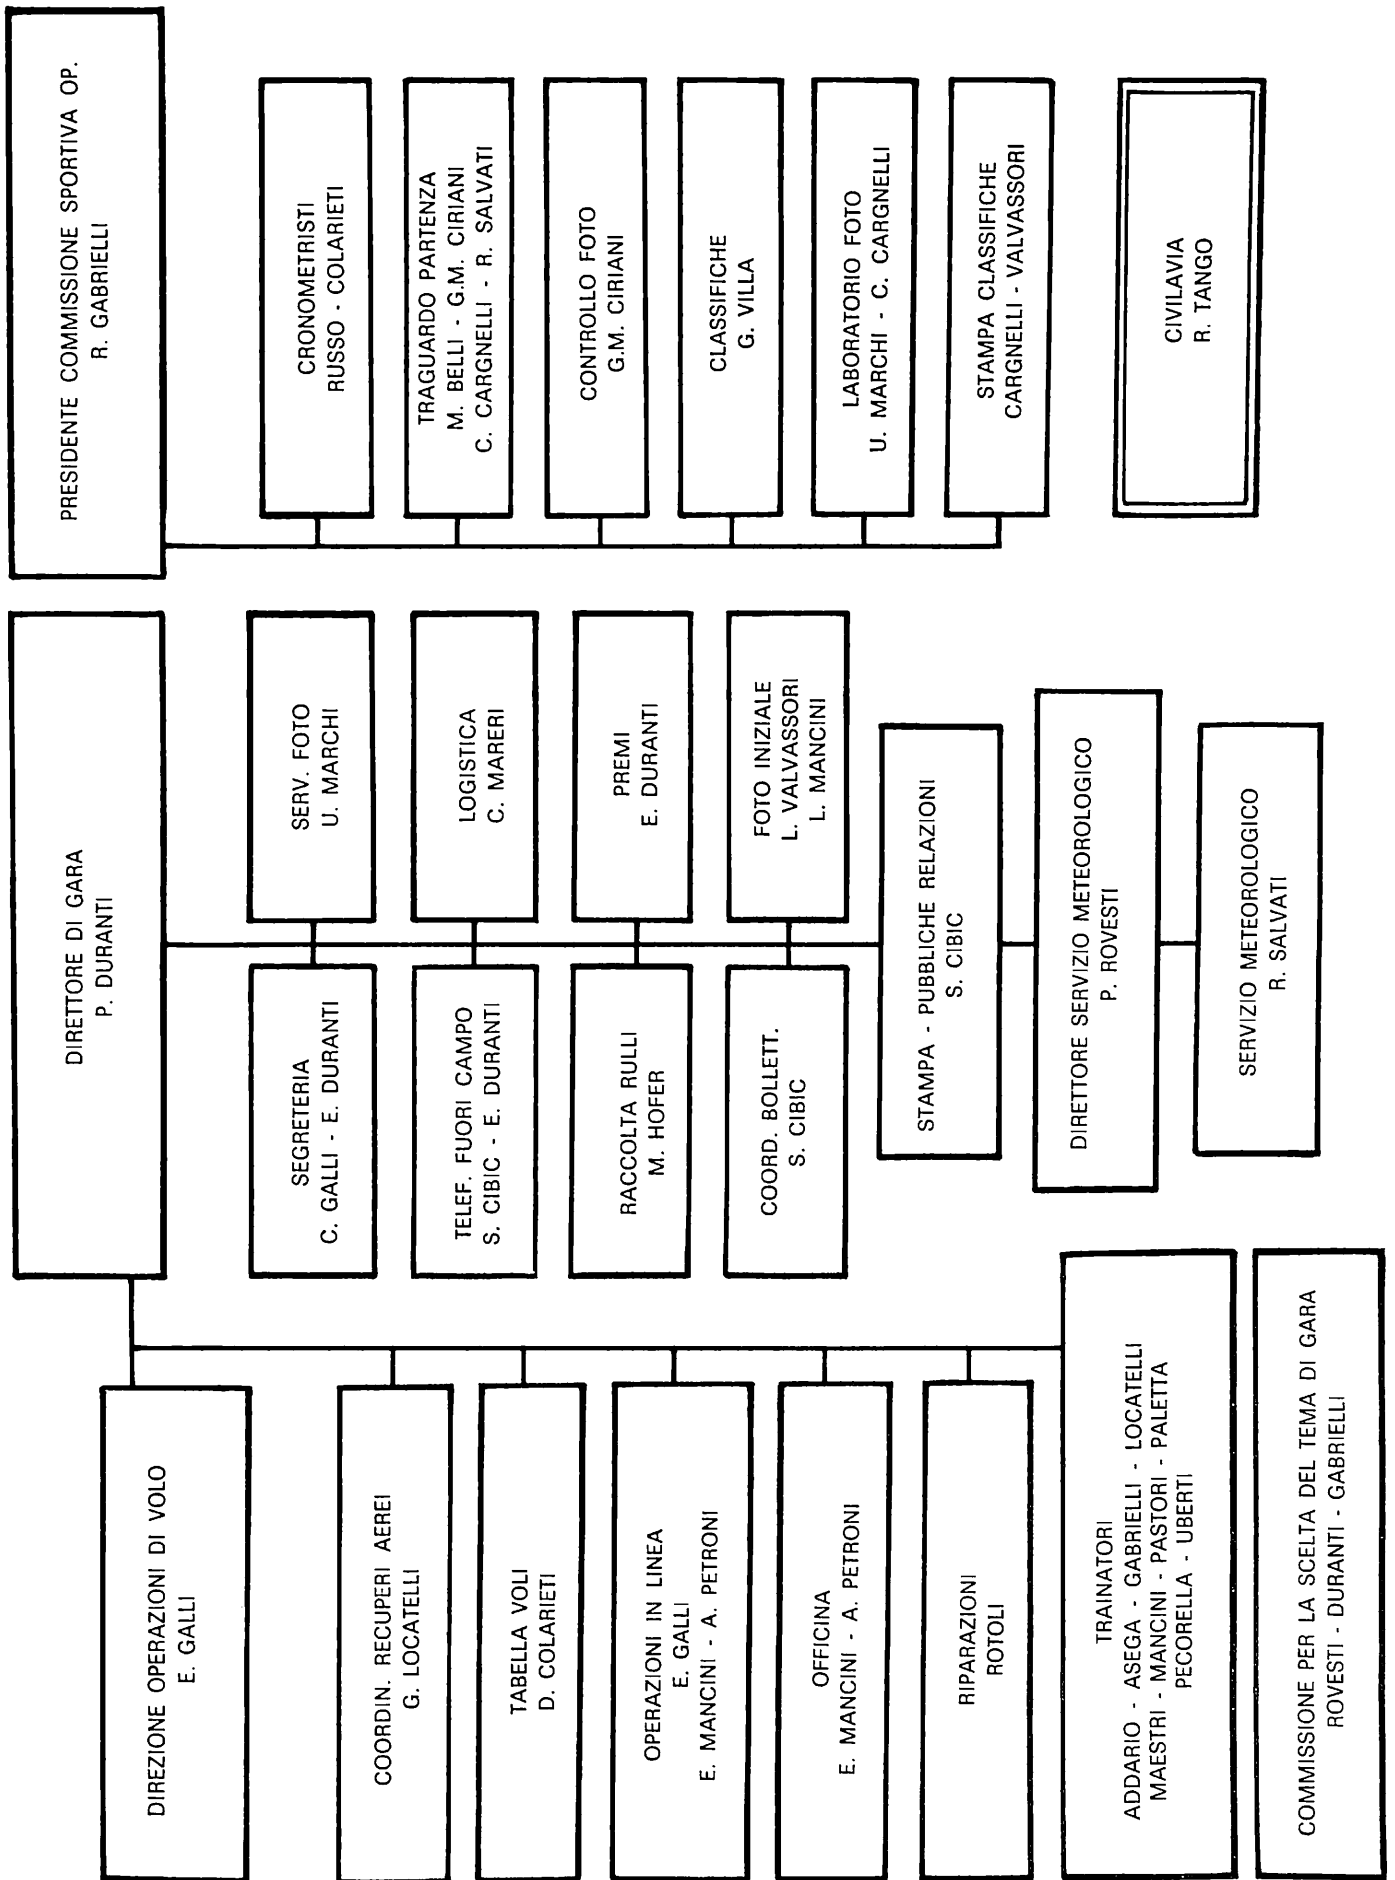 DIREZIONE OPERAZIONI DI VOLO
E. GALLI
COORDIN. RECUPERI AEREI
G. LOCATELLI
TABELLA VOLI
D. COLARIETI
OPERAZIONI IN LINEA
E. GALLI
E. MANCINI - A. PETRONI
OFFICINA
E. MANCINI - A. PETRONI
RIPARAZIONI
ROTOLI
TRAINATORI
ADDARIO - ASEGA - GABRIELLI - LOCATELLI
MAESTRI - MANCINI - PASTORI - PALETTA
PECORELLA - UBERTI
COMMISSIONE PER LA SCELTA DEL TEMA DI GARA
ROVESTI - DURANTI - GABRIELLI
DIRETTORE DI GARA
P. DURANTI
SEGRETERIA
C. GALLI - E. DURANTI
SERV. FOTO
U. MARCHI
TELEF. FUORI CAMPO
S. CIBIC - E. DURANTI
LOGISTICA
C. MARERI
RACCOLTA RULLI
M. HOFER
PREMI
E. DURANTI
COORD. BOLLETT.
S. CIBIC
FOTO INIZIALE
L. VALVASSORI
L. MANCINI
STAMPA - PUBBLICHE RELAZIONI
S. CIBIC
DIRETTORE SERVIZIO METEOROLOGICO
P. ROVESTI
SERVIZIO METEOROLOGICO
R. SALVATI
PRESIDENTE COMMISSIONE SPORTIVA OP.
R. GABRIELLI
CRONOMETRISTI
RUSSO - COLARIETI
TRAGUARDO PARTENZA
M. BELLI - G.M. CIRIANI
C. CARGNELLI - R. SALVATI
CONTROLLO FOTO
G.M. CIRIANI
CLASSIFICHE
G. VILLA
LABORATORIO FOTO
U. MARCHI - C. CARGNELLI
STAMPA CLASSIFICHE
CARGNELLI - VALVASSORI
CIVILAVIA
R. TANGO